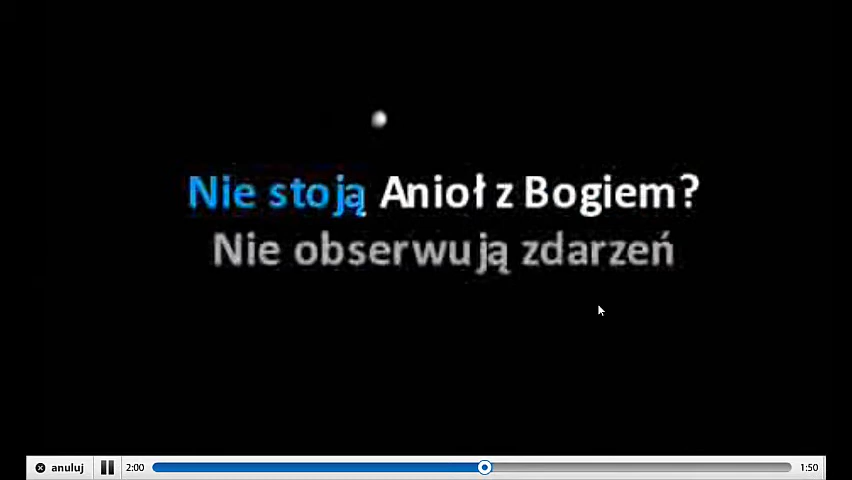 Nie stoją Anioł z Bogiem?
Nie obserwują zdarzeń
anuluj 2:00 1:50